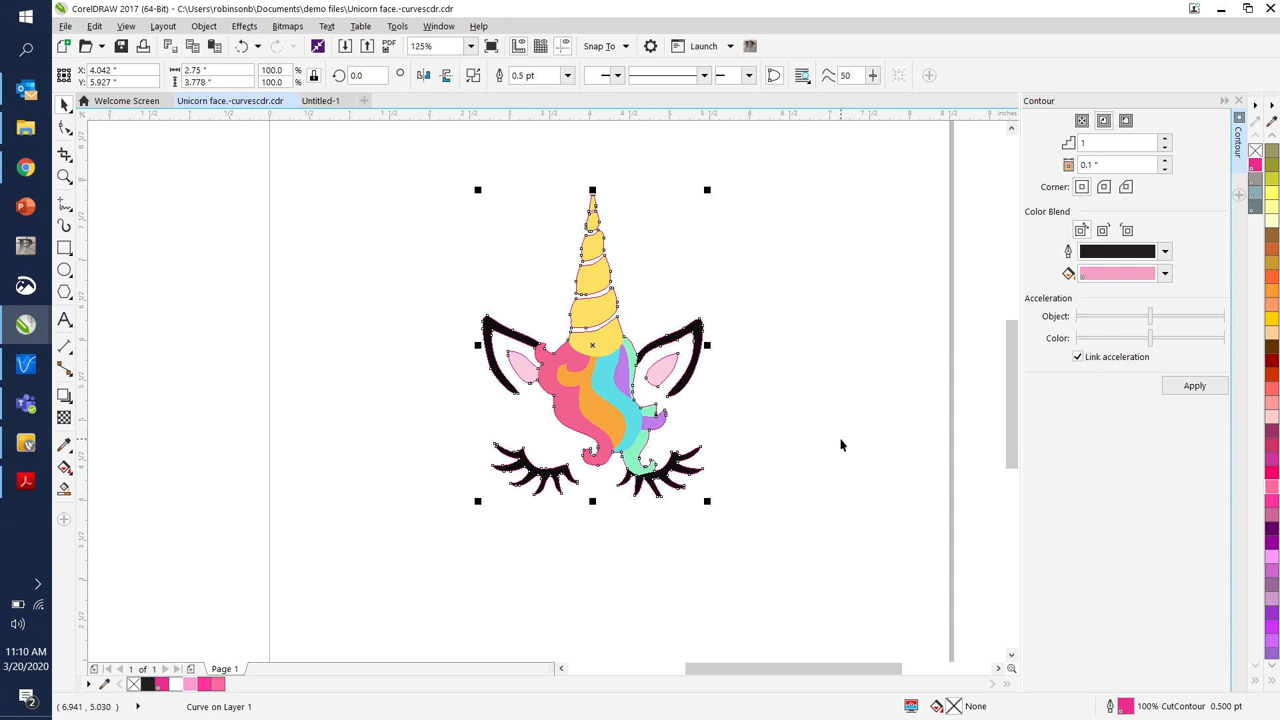 CorelDRAW 2017 (64-Bit) - C:\Users\robinsonb\Documents\demo files\Unicorn face.-curvescdr.cdr
File Edit View Layout Object Effects Bitmaps Text Table Tools Window Help
PDF 125% Snap To Launch
X: 4.042 " 2.75 " 100.0 % 0.0 0.5 pt 50
Y: 5.927 " 3.778 " 100.0 %
Welcome Screen Unicorn face.-curvescdr.cdr Untitled-1
inches
Contour
1
0.1 "
Corner:
Color Blend
Acceleration
Object:
Color:
Link acceleration
Apply
Contour
11:10 AM
3/20/2020
2
1 of 1 Page 1
( 6.941 , 5.030 ) Curve on Layer 1 None 100% CutContour 0.500 pt